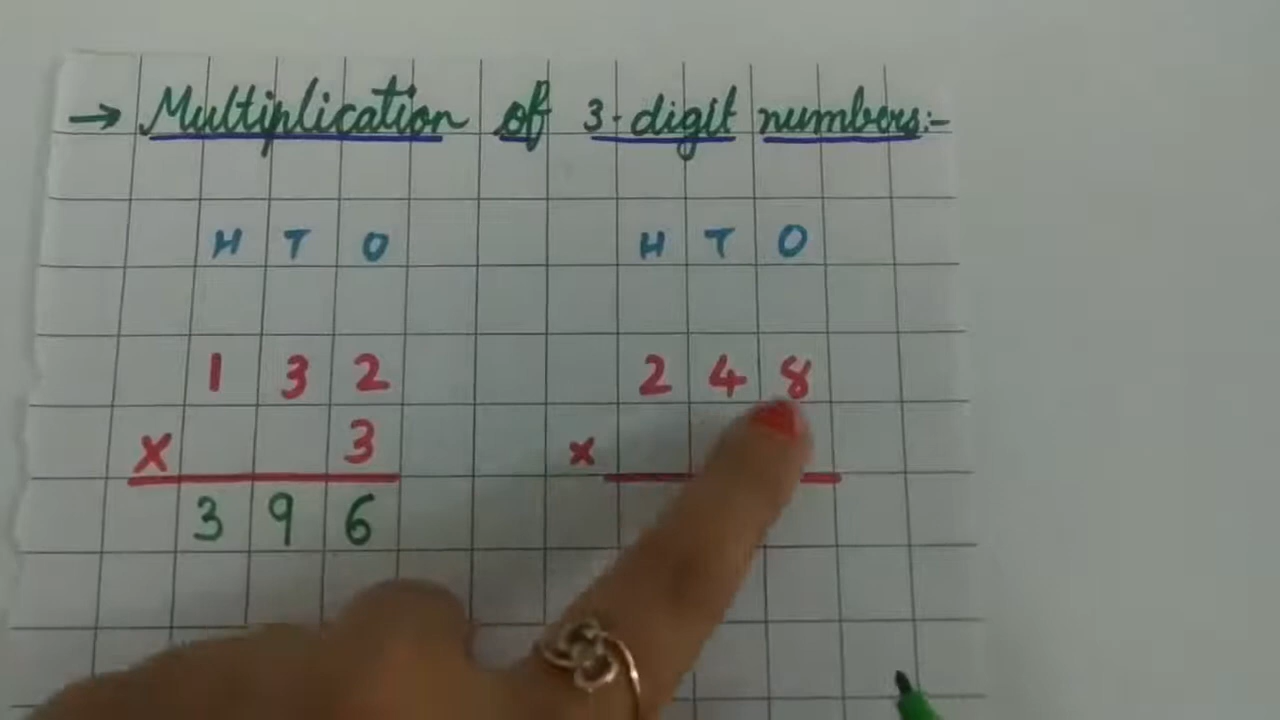 → Multiplication of 3-digit numbers:-
H T O H T O
1 3 2 2 4 8
x 3 x
3 9 6